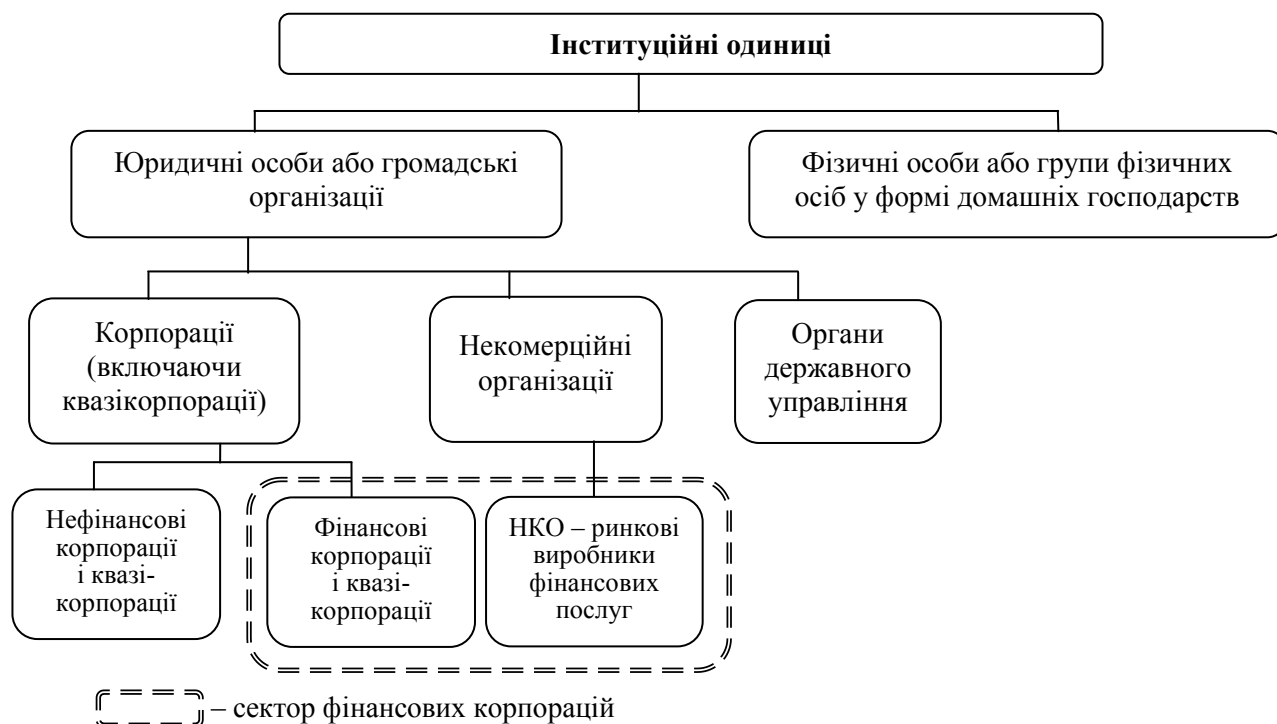 Інституційні одиниці
Юридичні особи або громадські
організації
Фізичні особи або групи фізичних
осіб у формі домашніх господарств
Корпорації
(включаючи
квазікорпорації)
Некомерційні
організації
Органи
державного
управління
Нефінансові
корпорації
і квазі-
корпорації
Фінансові
корпорації
і квазі-
корпорації
НКО – ринкові
виробники
фінансових
послуг
– сектор фінансових корпорацій